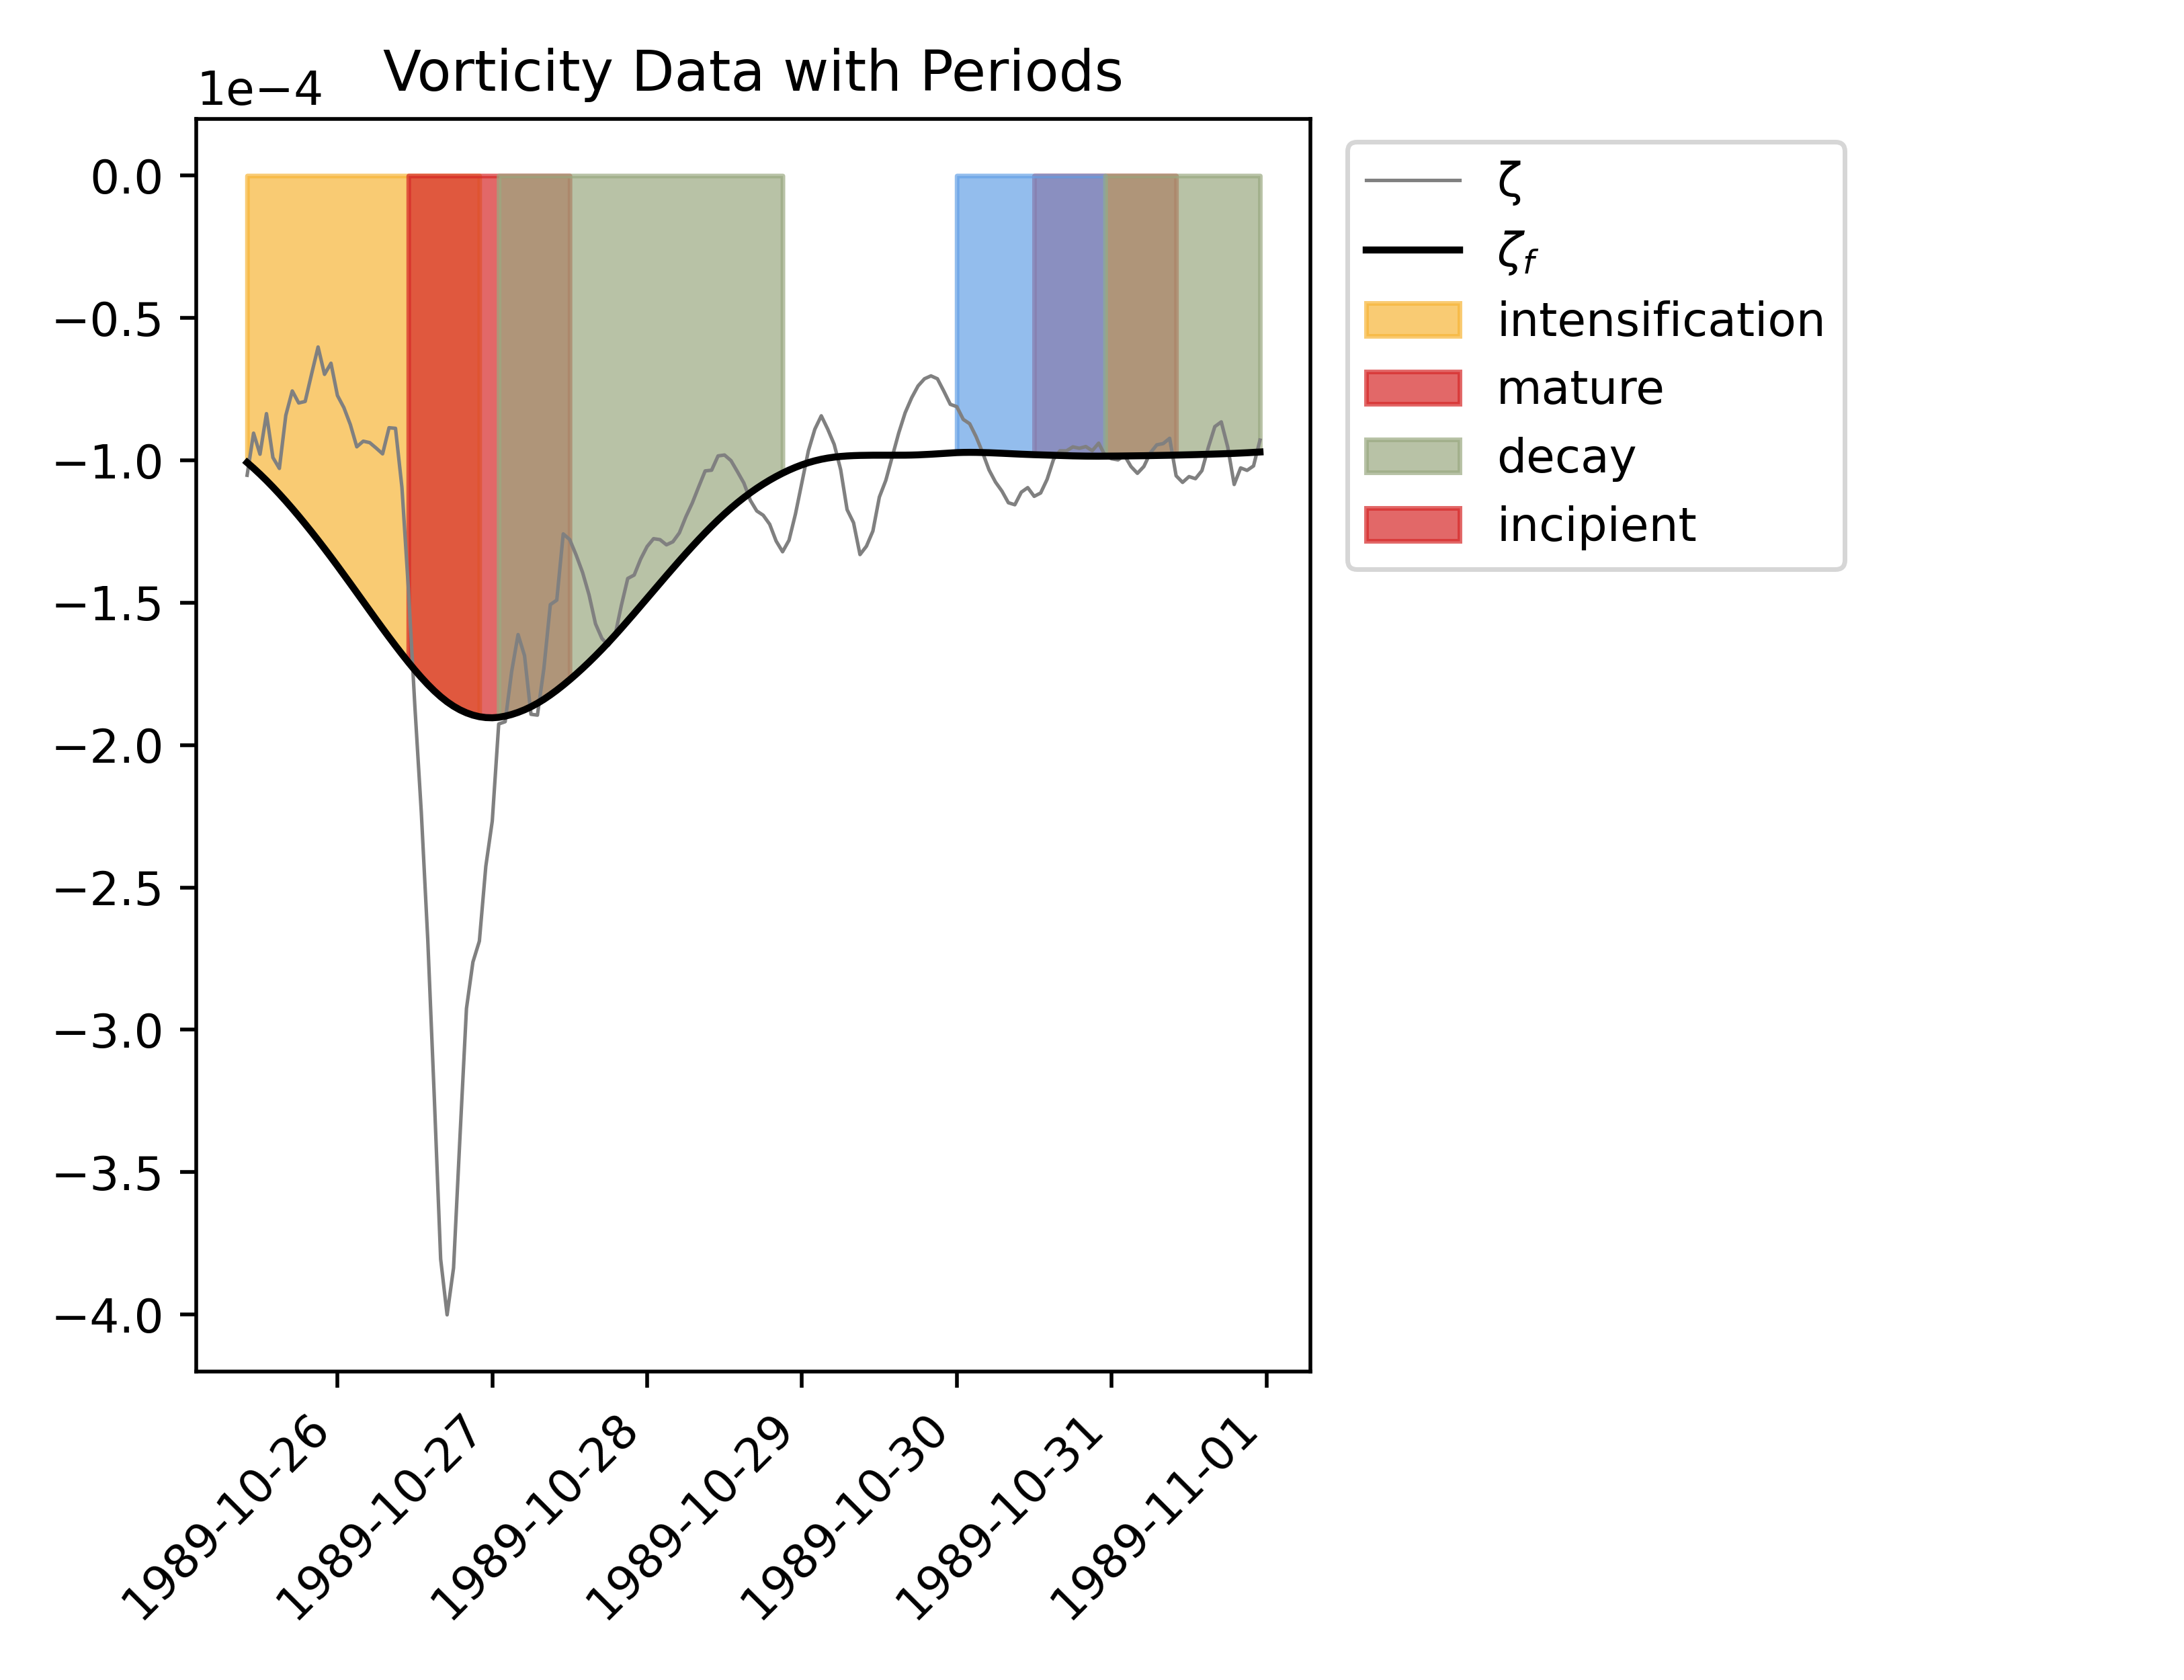 Vorticity Data with Periods
1e−4
0.0
−0.5
−1.0
−1.5
−2.0
−2.5
−3.0
−3.5
−4.0
1989-10-26
1989-10-27
1989-10-28
1989-10-29
1989-10-30
1989-10-31
1989-11-01
ζ
ζf
intensification
mature
decay
incipient